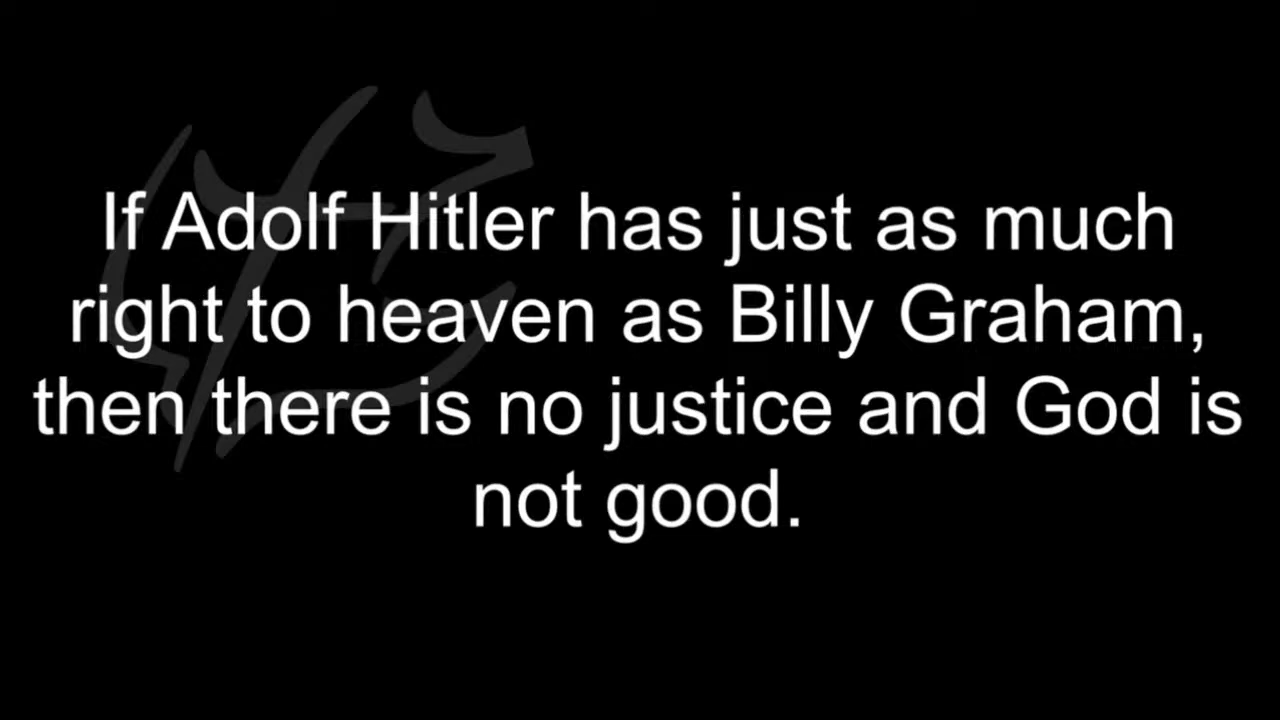 If Adolf Hitler has just as much
right to heaven as Billy Graham,
then there is no justice and God is
not good.